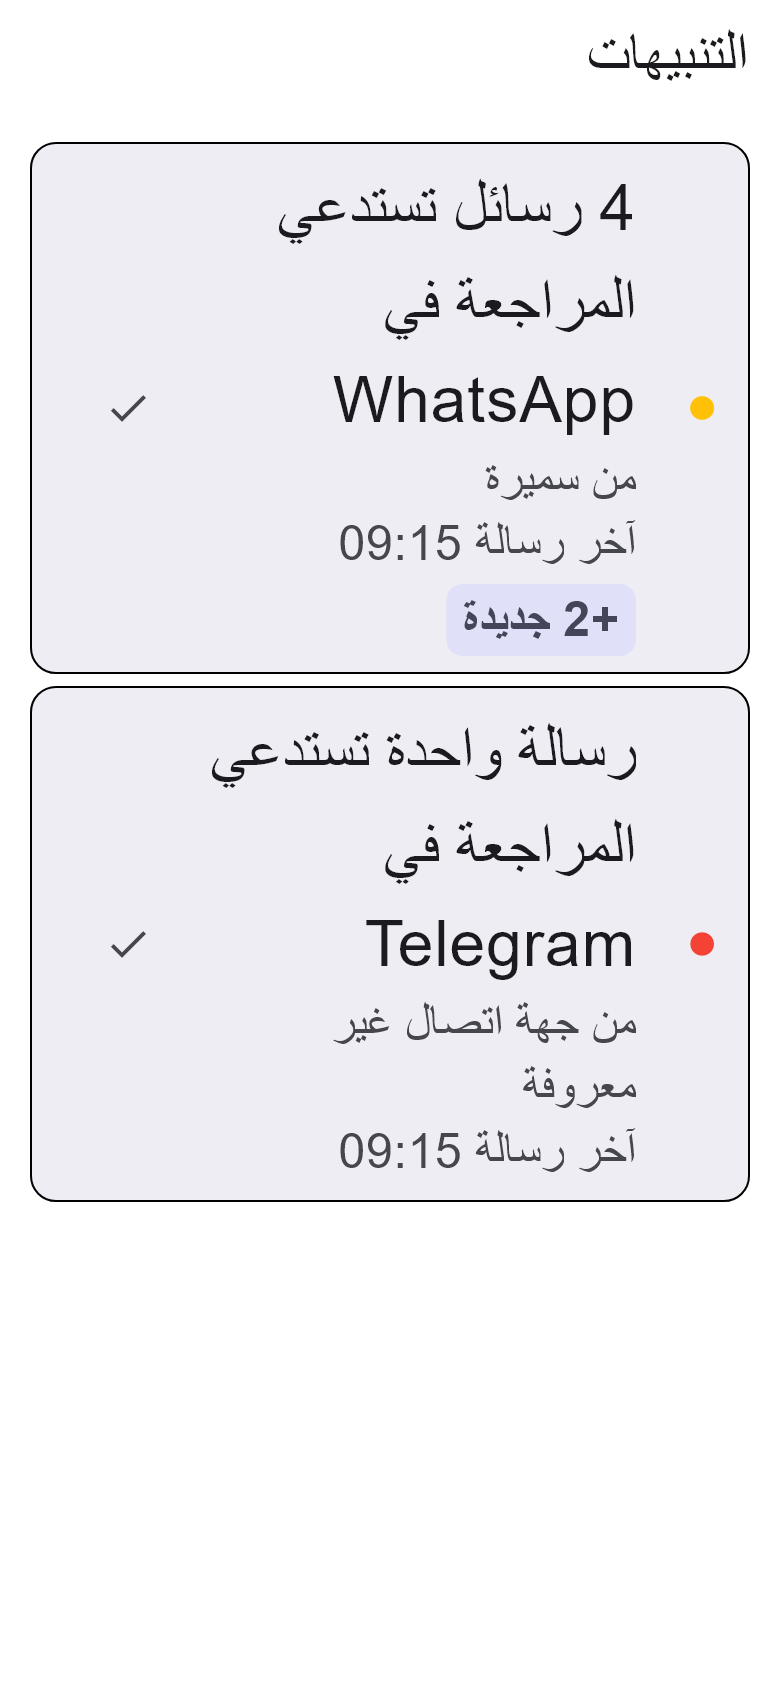 التنبيهات
4 رسائل تستدعي
المراجعة في
WhatsApp
من سميرة
آخر رسالة 09:15
+2 جديدة
رسالة واحدة تستدعي
المراجعة في
Telegram
من جهة اتصال غير
معروفة
آخر رسالة 09:15